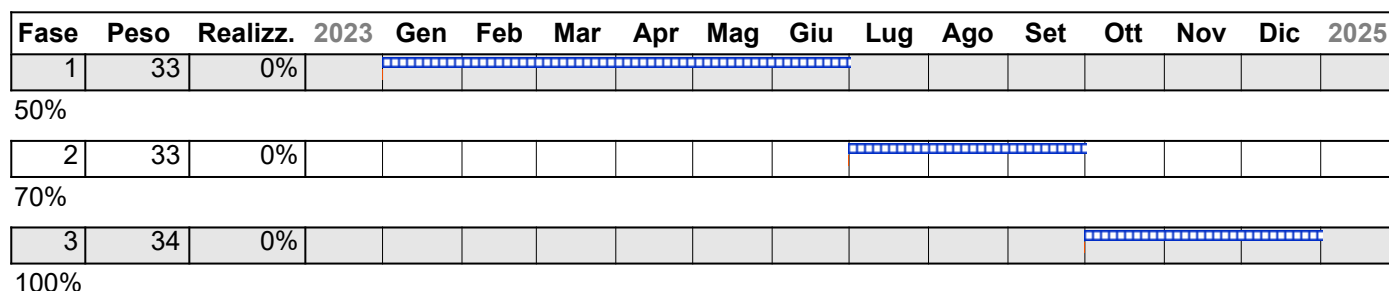 Fase Peso Realizz. 2023 Gen Feb Mar Apr Mag Giu Lug Ago Set Ott Nov Dic 2025
1 33 0%
50%
2 33 0%
70%
3 34 0%
100%